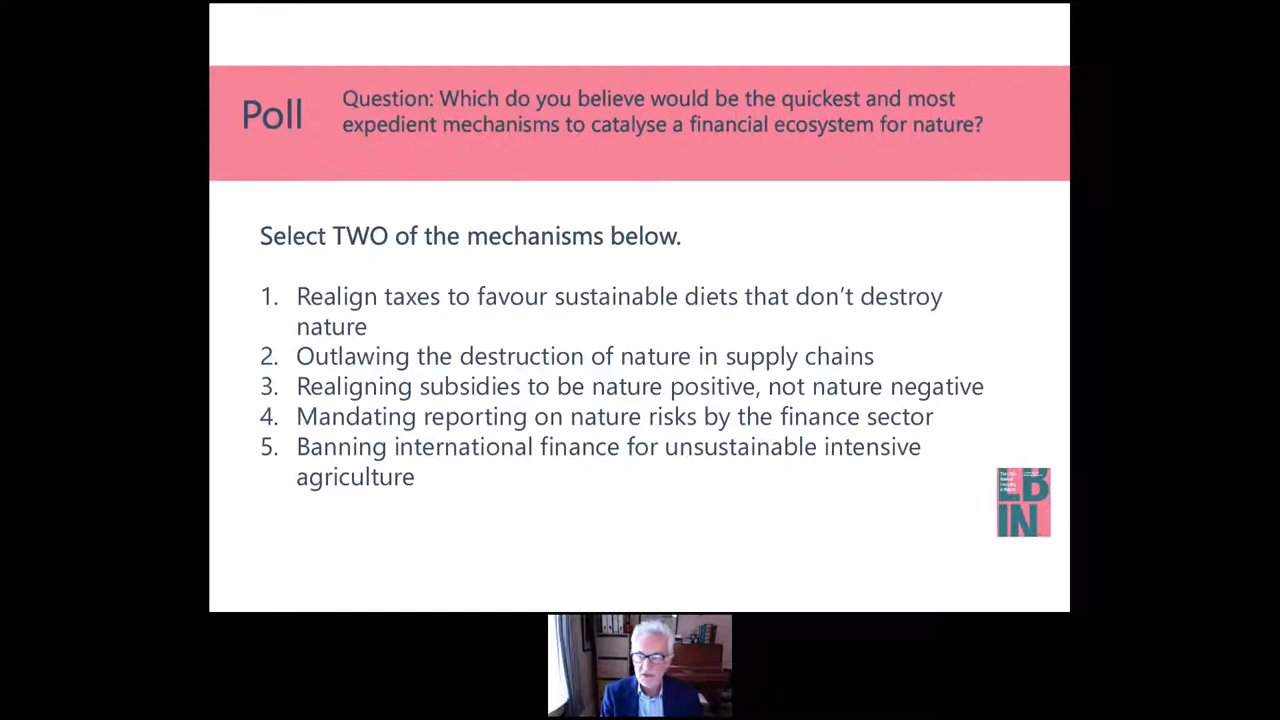 Poll
Question: Which do you believe would be the quickest and most
expedient mechanisms to catalyse a financial ecosystem for nature?
Select TWO of the mechanisms below.
1. Realign taxes to favour sustainable diets that don't destroy
nature
2. Outlawing the destruction of nature in supply chains
3. Realigning subsidies to be nature positive, not nature negative
4. Mandating reporting on nature risks by the finance sector
5. Banning international finance for unsustainable intensive
agriculture
LB
IN